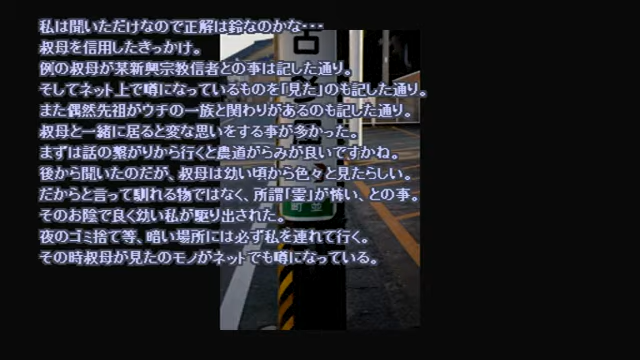 私は聞いただけなので正解は鈴なのかな･･･
叔母を信用したきっかけ。
例の叔母が某新興宗教信者との事は記した通り。
そしてネット上で噂になっているものを｢見た｣のも記した通り。
また偶然先祖がウチの一族と関わりがあるのも記した通り。
叔母と一緒に居ると変な思いをする事が多かった。
まずは話の繋がりから行くと農道がらみが良いですかね。
後から聞いたのだが、叔母は幼い頃から色々と見たらしい。
だからと言って馴れる物ではなく、所謂｢霊｣が怖い、との事。
そのお陰で良く幼い私が駆り出された。
夜のゴミ捨て等、暗い場所には必ず私を連れて行く。
その時叔母が見たのモノがネットでも噂になっている。